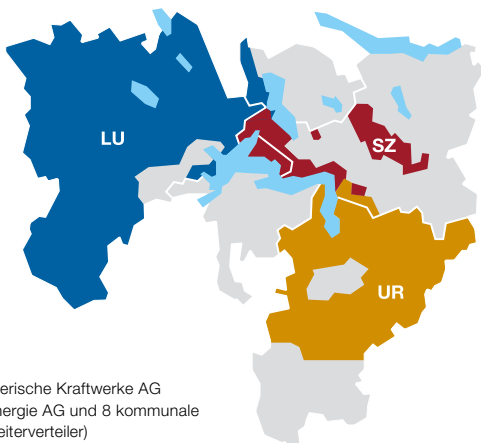 LU
SZ
UR
erische Kraftwerke AG
nergie AG und 8 kommunale
eiterverteiler)